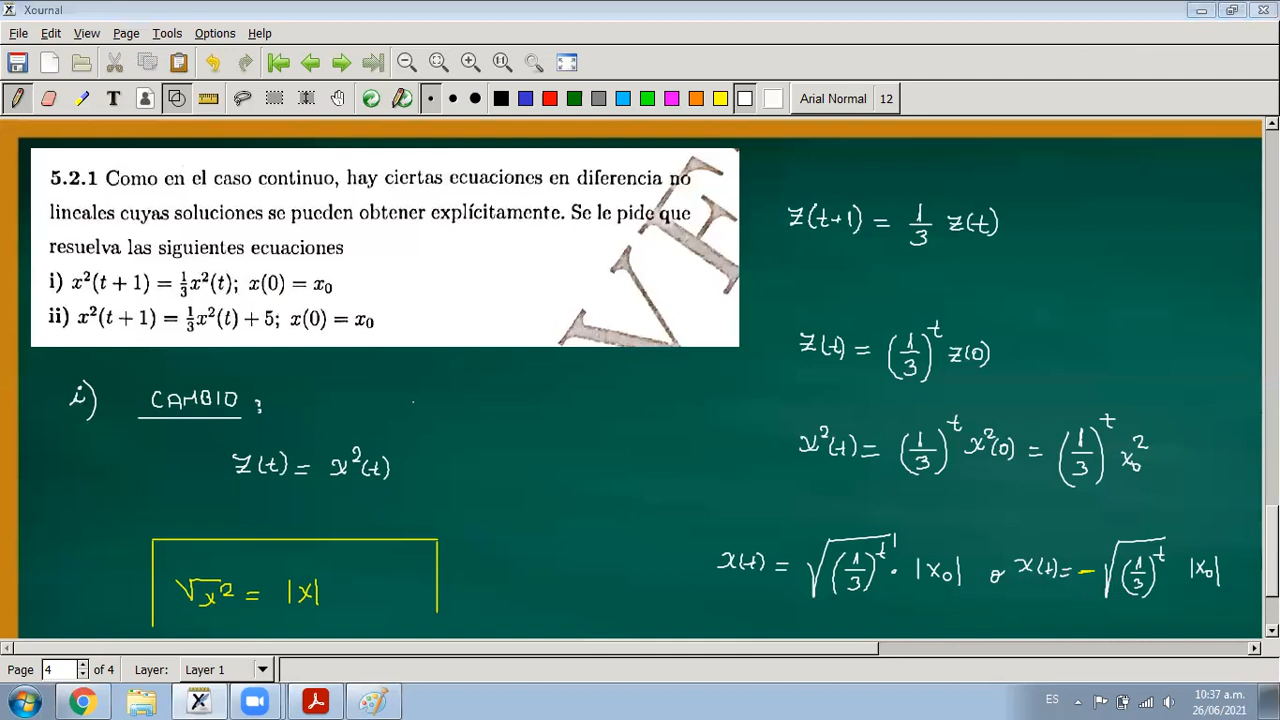 Xournal
File Edit View Page Tools Options Help
Arial Normal 12
5.2.1 Como en el caso continuo, hay ciertas ecuaciones en diferencia no
lineales cuyas soluciones se pueden obtener explícitamente. Se le pide que
resuelva las siguientes ecuaciones
i) x²(t + 1) = ⅓x²(t); x(0) = x₀
ii) x²(t + 1) = ⅓x²(t) + 5; x(0) = x₀
i) CAMBIO :
z(t) = x²(t)
√x² = |x|
z(t+1) = 1/3 z(t)
z(t) = (1/3)^t z(0)
x²(t) = (1/3)^t x²(0) = (1/3)^t x₀²
x(t) = √(1/3)^t · |x₀| o x(t) = - √(1/3)^t |x₀|
Page 4 of 4 Layer: Layer 1
ES 10:37 a.m.
26/06/2021